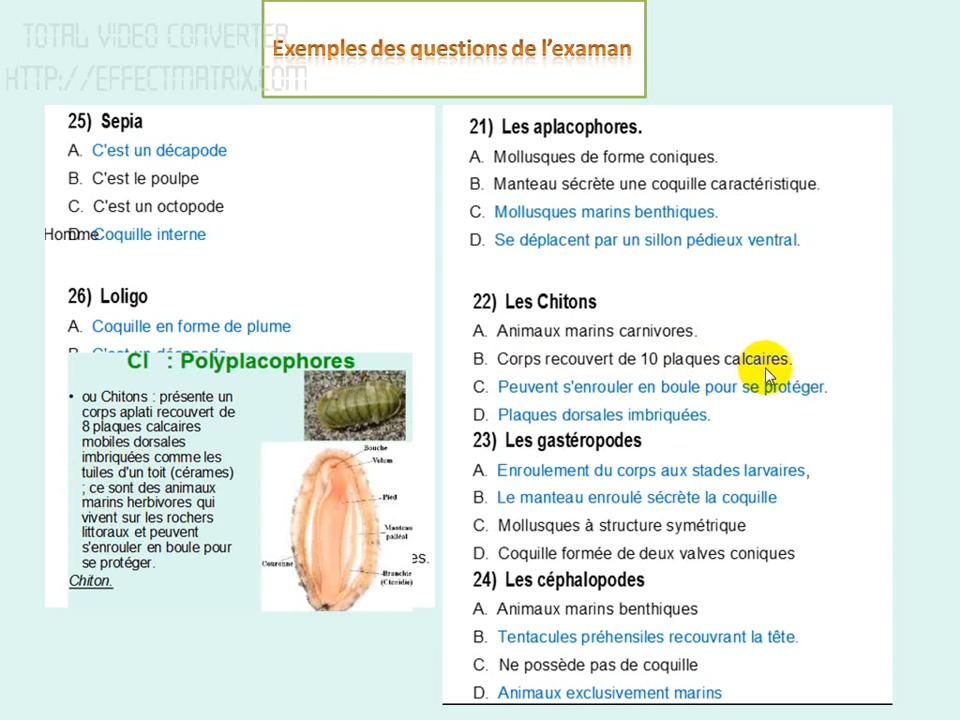 TOTAL VIDEO CONVERTER
HTTP://EFFECTMATRIX.COM
Exemples des questions de l'examan
25) Sepia
A. C'est un décapode
B. C'est le poulpe
C. C'est un octopode
Homme
D. Coquille interne
26) Loligo
A. Coquille en forme de plume
B. C'est un décapode
Cl : Polyplacophores
• ou Chitons : présente un
corps aplati recouvert de
8 plaques calcaires
mobiles dorsales
imbriquées comme les
tuiles d'un toit (cérames)
; ce sont des animaux
marins herbivores qui
vivent sur les rochers
littoraux et peuvent
s'enrouler en boule pour
se protéger.
Chiton.
Bouche
Velum
Pied
Manteau
palléal
Couronne
Branchie
(Ctenidie)
es.
21) Les aplacophores.
A. Mollusques de forme coniques.
B. Manteau sécrète une coquille caractéristique.
C. Mollusques marins benthiques.
D. Se déplacent par un sillon pédieux ventral.
22) Les Chitons
A. Animaux marins carnivores.
B. Corps recouvert de 10 plaques calcaires.
C. Peuvent s'enrouler en boule pour se protéger.
D. Plaques dorsales imbriquées.
23) Les gastéropodes
A. Enroulement du corps aux stades larvaires,
B. Le manteau enroulé sécrète la coquille
C. Mollusques à structure symétrique
D. Coquille formée de deux valves coniques
24) Les céphalopodes
A. Animaux marins benthiques
B. Tentacules préhensiles recouvrant la tête.
C. Ne possède pas de coquille
D. Animaux exclusivement marins